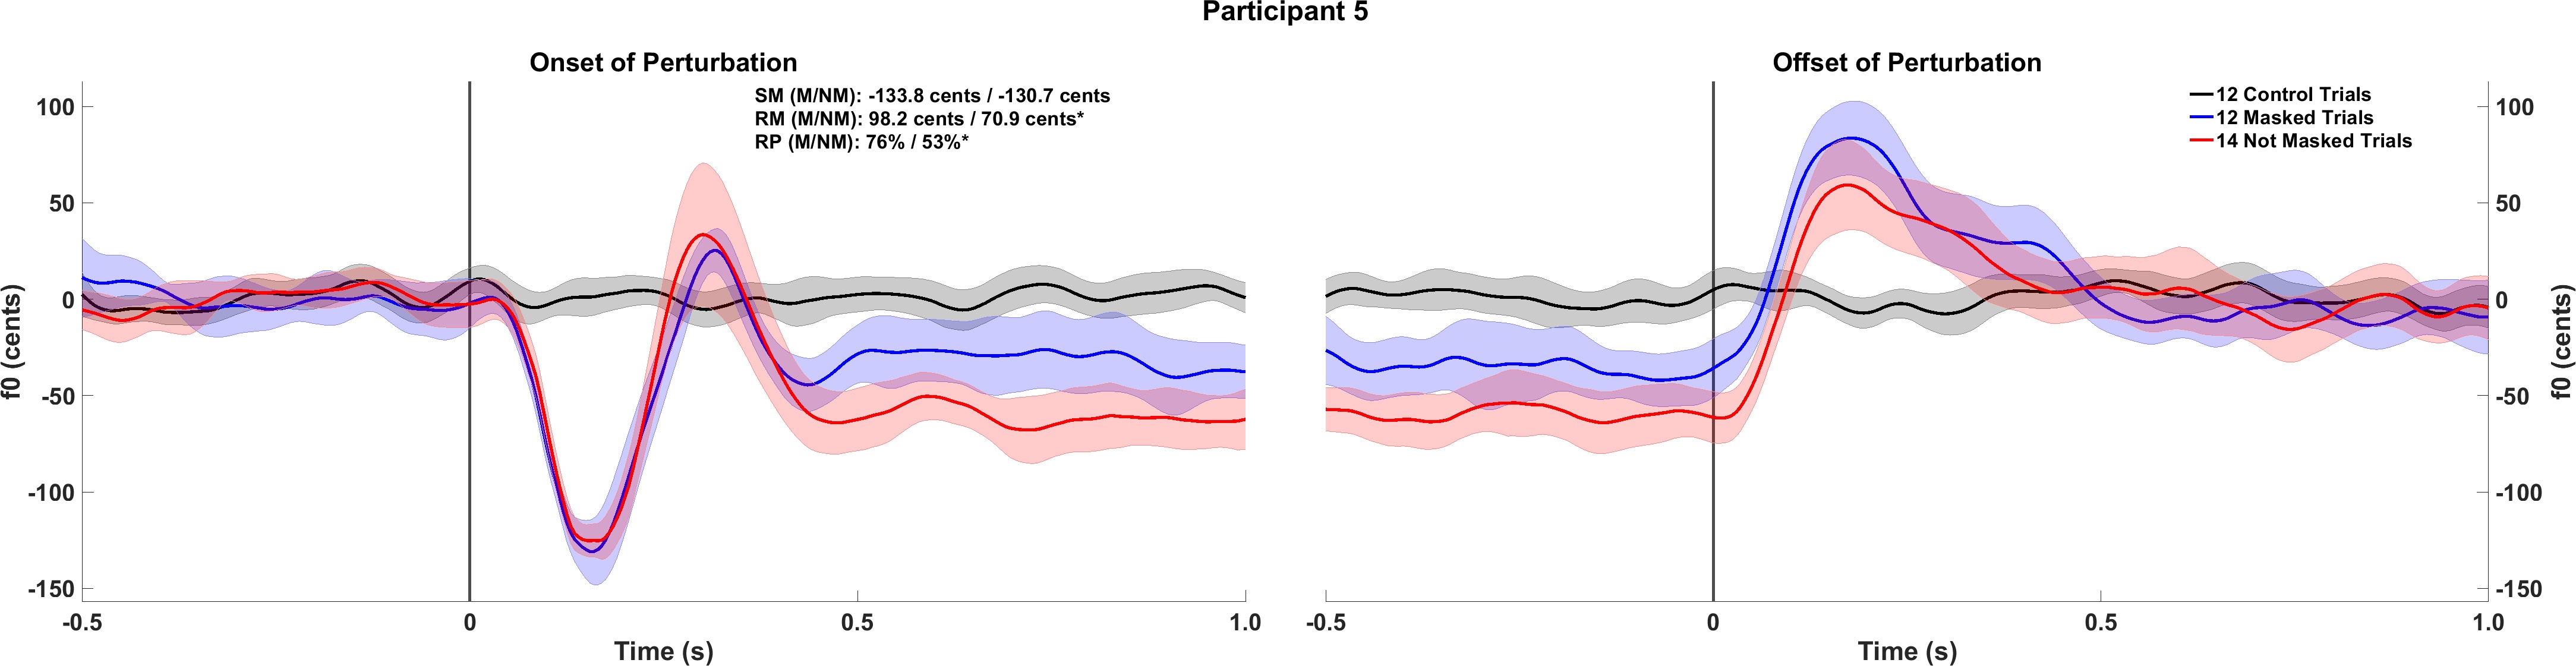 Participant 5
Onset of Perturbation
SM (M/NM): -133.8 cents / -130.7 cents
RM (M/NM): 98.2 cents / 70.9 cents*
RP (M/NM): 76% / 53%*
f0 (cents)
100
50
0
-50
-100
-150
-0.5 0 0.5 1.0
Time (s)
Offset of Perturbation
12 Control Trials
12 Masked Trials
14 Not Masked Trials
100
50
0
-50
-100
-150
f0 (cents)
-0.5 0 0.5 1.0
Time (s)